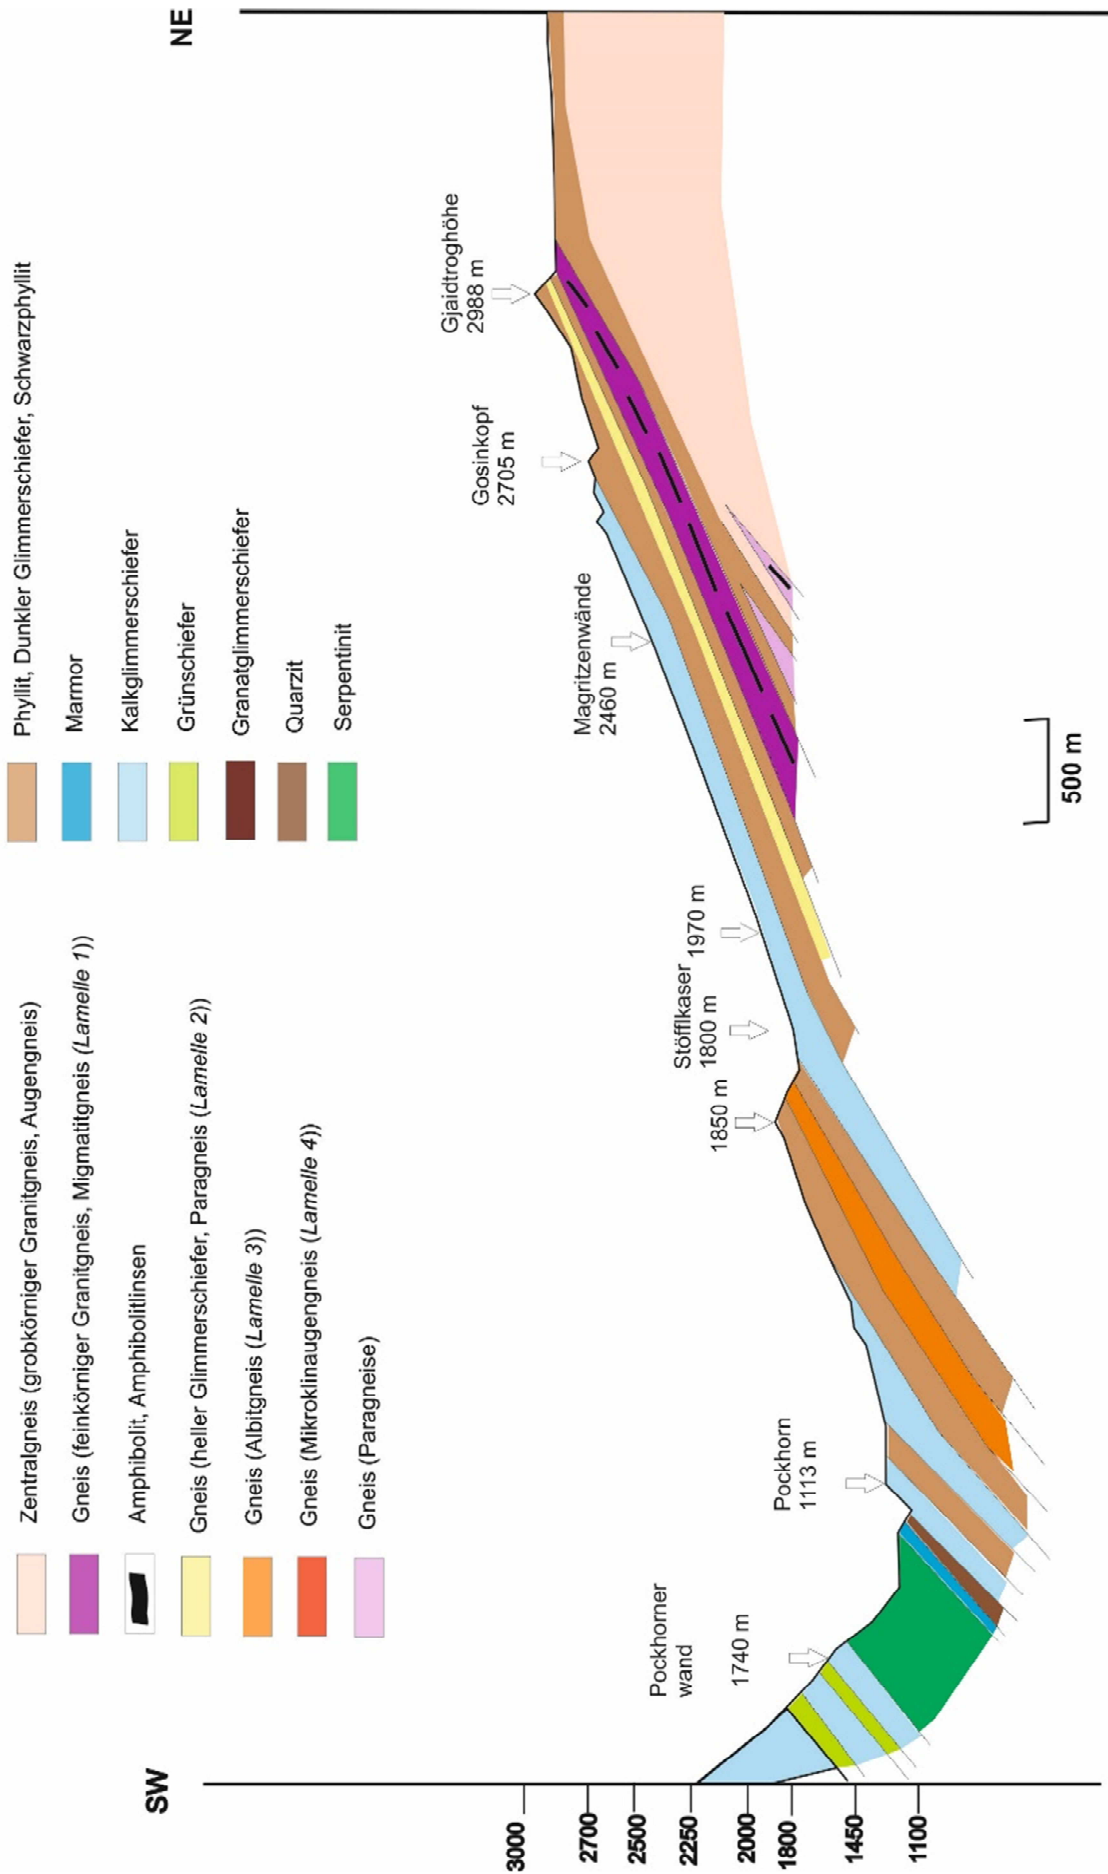 Zentralgneis (grobkörniger Granitgneis, Augengneis)
Gneis (feinkörniger Granitgneis, Migmatitgneis (Lamelle 1))
Amphibolit, Amphibolitlinsen
Gneis (heller Glimmerschiefer, Paragneis (Lamelle 2))
Gneis (Albitgneis (Lamelle 3))
Gneis (Mikroklinaugengneis (Lamelle 4))
Gneis (Paragneise)
Phyllit, Dunkler Glimmerschiefer, Schwarzphyllit
Marmor
Kalkglimmerschiefer
Grünschiefer
Granatglimmerschiefer
Quarzit
Serpentinit
SW
NE
Pockhorner
wand
1740 m
Pockhorn
1113 m
1850 m
Stöfflkaser
1800 m
1970 m
Magritzenwände
2460 m
Gosinkopf
2705 m
Gjaidtroghöhe
2988 m
3000
2700
2500
2250
2000
1800
1450
1100
500 m